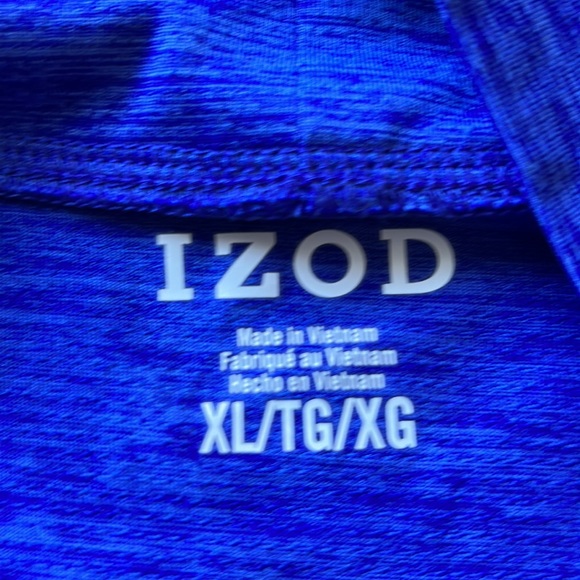 IZOD
Made in Vietnam
Fabriqué au Vietnam
Hecho en Vietnam
XL/TG/XG